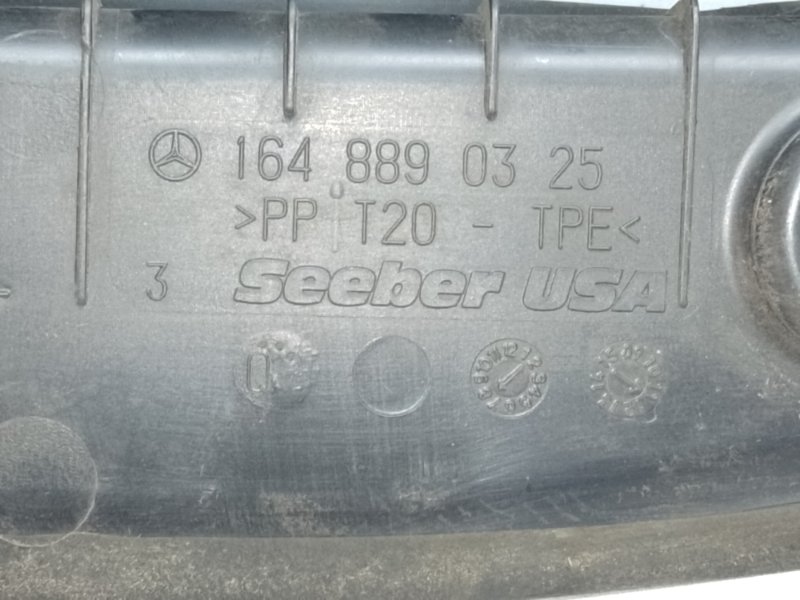 164 889 03 25
>PP T20 - TPE<
3 Seeber USA